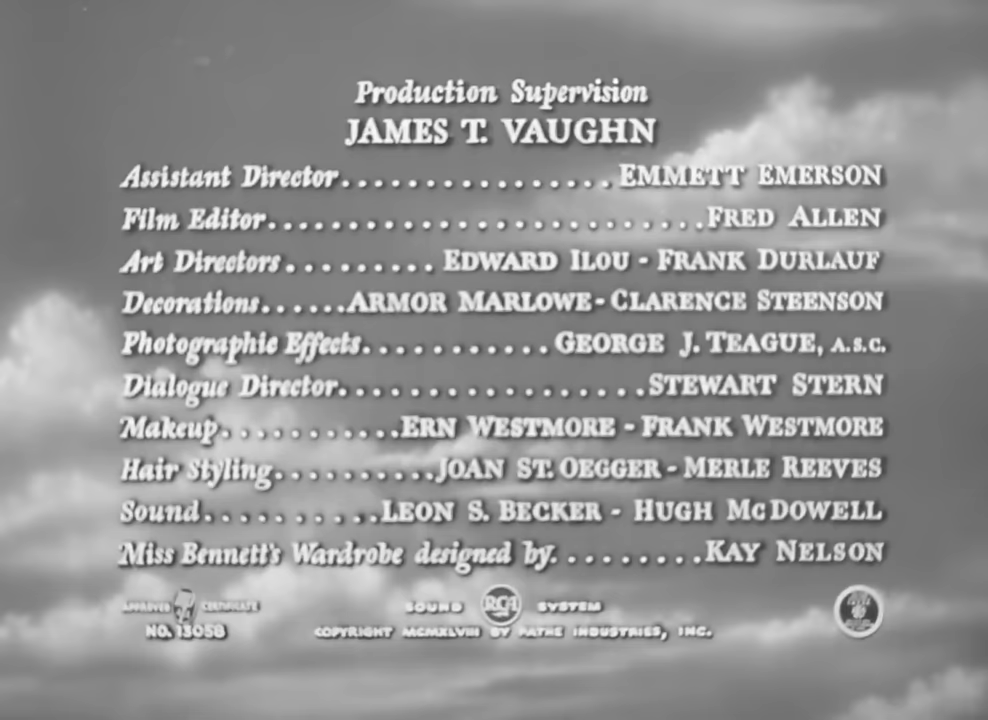 Production Supervision
JAMES T. VAUGHN
Assistant Director................EMMETT EMERSON
Film Editor...........................FRED ALLEN
Art Directors.........EDWARD ILOU - FRANK DURLAUF
Decorations......ARMOR MARLOWE - CLARENCE STEENSON
Photographic Effects............GEORGE J. TEAGUE, A.S.C.
Dialogue Director...................STEWART STERN
Makeup...........ERN WESTMORE - FRANK WESTMORE
Hair Styling..........JOAN ST. OEGGER - MERLE REEVES
Sound...........LEON S. BECKER - HUGH McDOWELL
Miss Bennett's Wardrobe designed by.........KAY NELSON
APPROVED CERTIFICATE
NO. 13058
SOUND RCA SYSTEM
COPYRIGHT MCMXLVIII BY PATHE INDUSTRIES, INC.